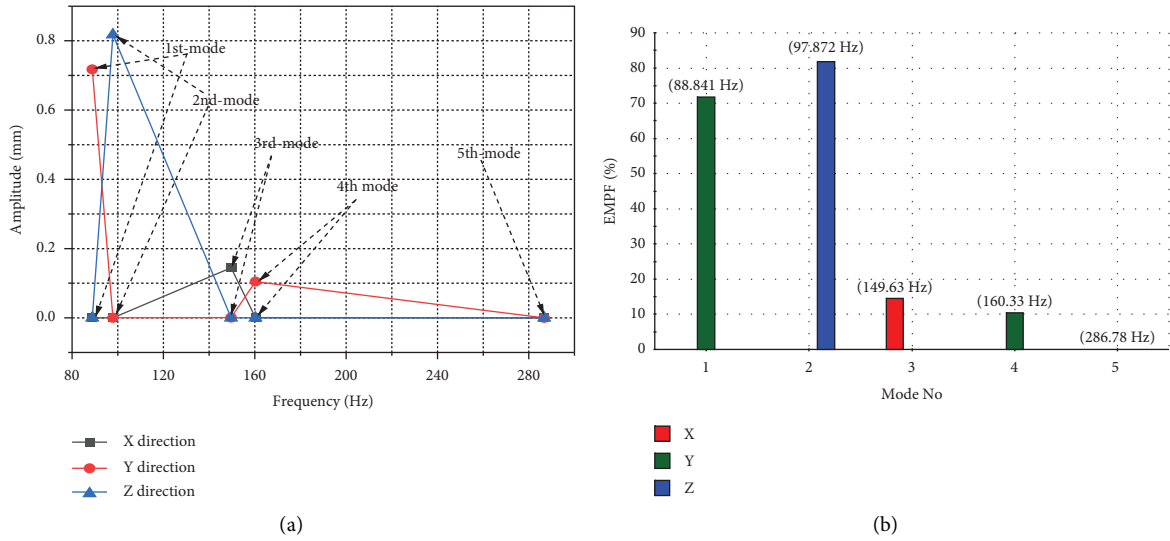 0.8
0.6
0.4
0.2
0.0
Amplitude (mm)
1st-mode
2nd-mode
3rd-mode
4th mode
5th-mode
80 120 160 200 240 280
Frequency (Hz)
X direction
Y direction
Z direction
(a)
90
80
70
60
50
40
30
20
10
0
EMPF (%)
(88.841 Hz)
(97.872 Hz)
(149.63 Hz)
(160.33 Hz)
(286.78 Hz)
1 2 3 4 5
Mode No
X
Y
Z
(b)